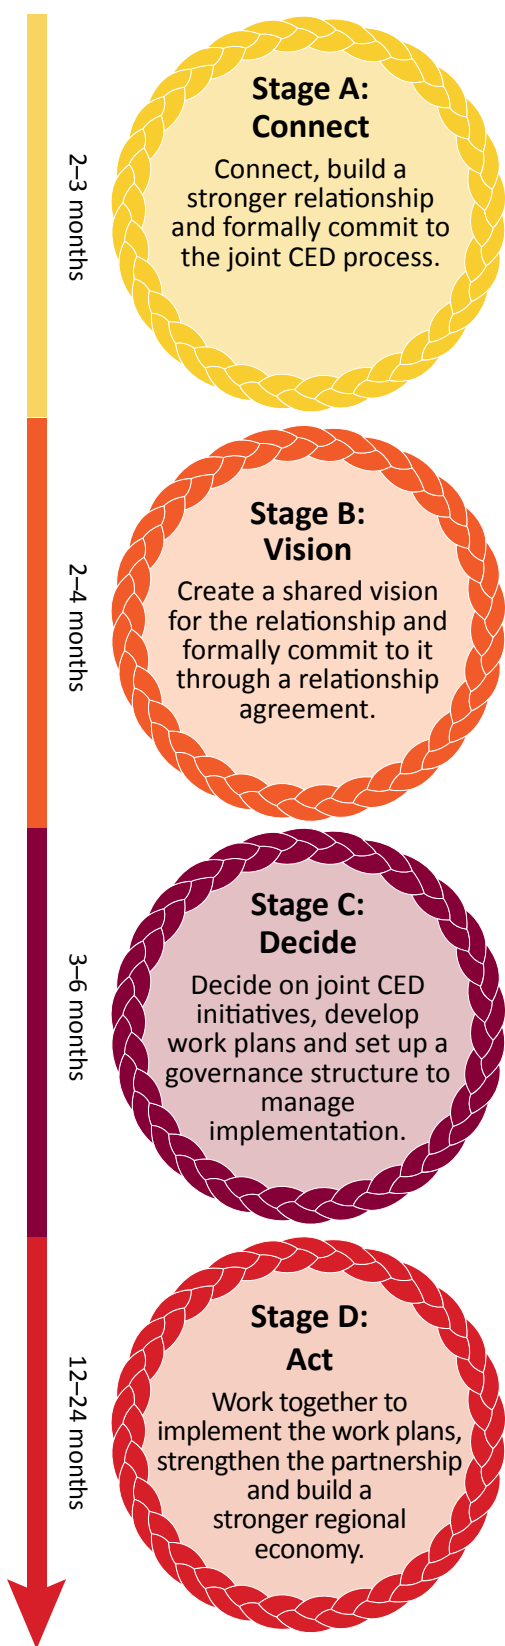 Stage A:
Connect
Connect, build a
stronger relationship
and formally commit to
the joint CED process.
2–3 months
Stage B:
Vision
Create a shared vision
for the relationship and
formally commit to it
through a relationship
agreement.
2–4 months
Stage C:
Decide
Decide on joint CED
initiatives, develop
work plans and set up a
governance structure to
manage
implementation.
3–6 months
Stage D:
Act
Work together to
implement the work plans,
strengthen the partnership
and build a
stronger regional
economy.
12–24 months